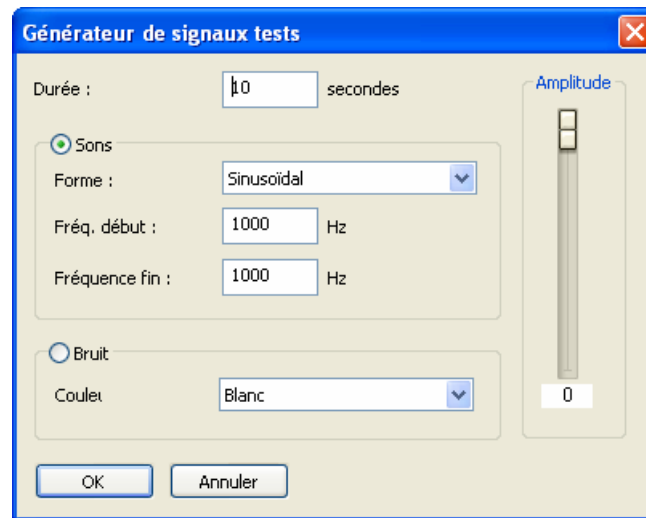 Générateur de signaux tests
Durée : 10 secondes
Amplitude
Sons
Forme : Sinusoïdal
Fréq. début : 1000 Hz
Fréquence fin : 1000 Hz
Bruit
Couleu Blanc
0
OK Annuler